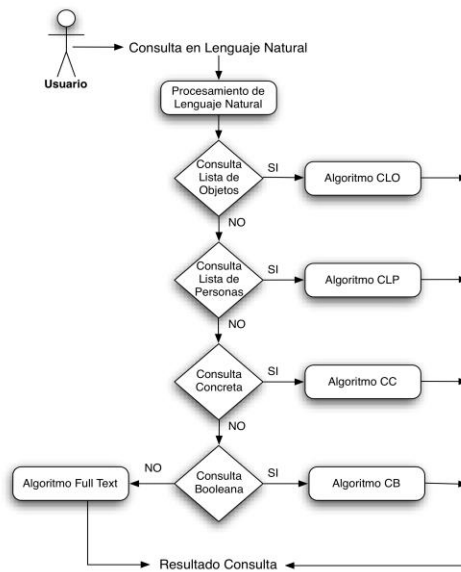 Consulta en Lenguaje Natural
Usuario
Procesamiento de
Lenguaje Natural
Consulta
Lista de
Objetos
SI
Algoritmo CLO
NO
Consulta
Lista de
Personas
SI
Algoritmo CLP
NO
Consulta
Concreta
SI
Algoritmo CC
NO
Consulta
Booleana
SI
Algoritmo CB
NO
Algoritmo Full Text
Resultado Consulta